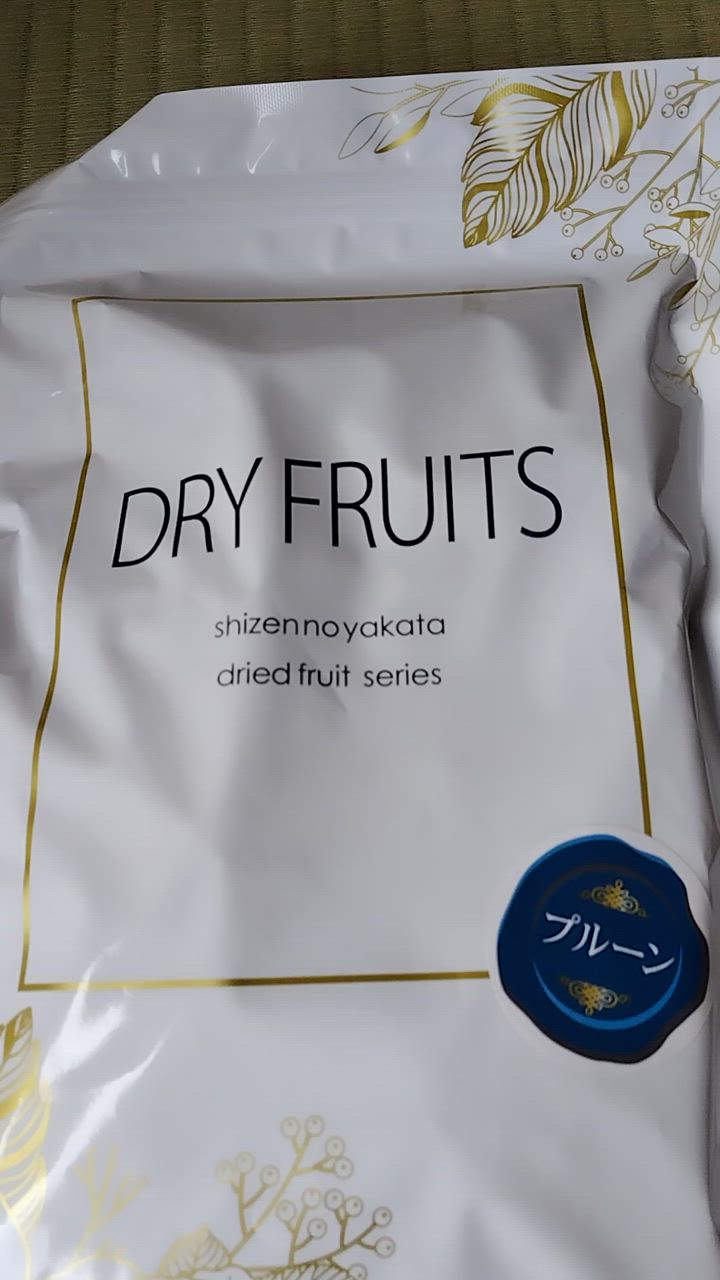 DRY FRUITS
shizennoyakata
dried fruit series
プルーン